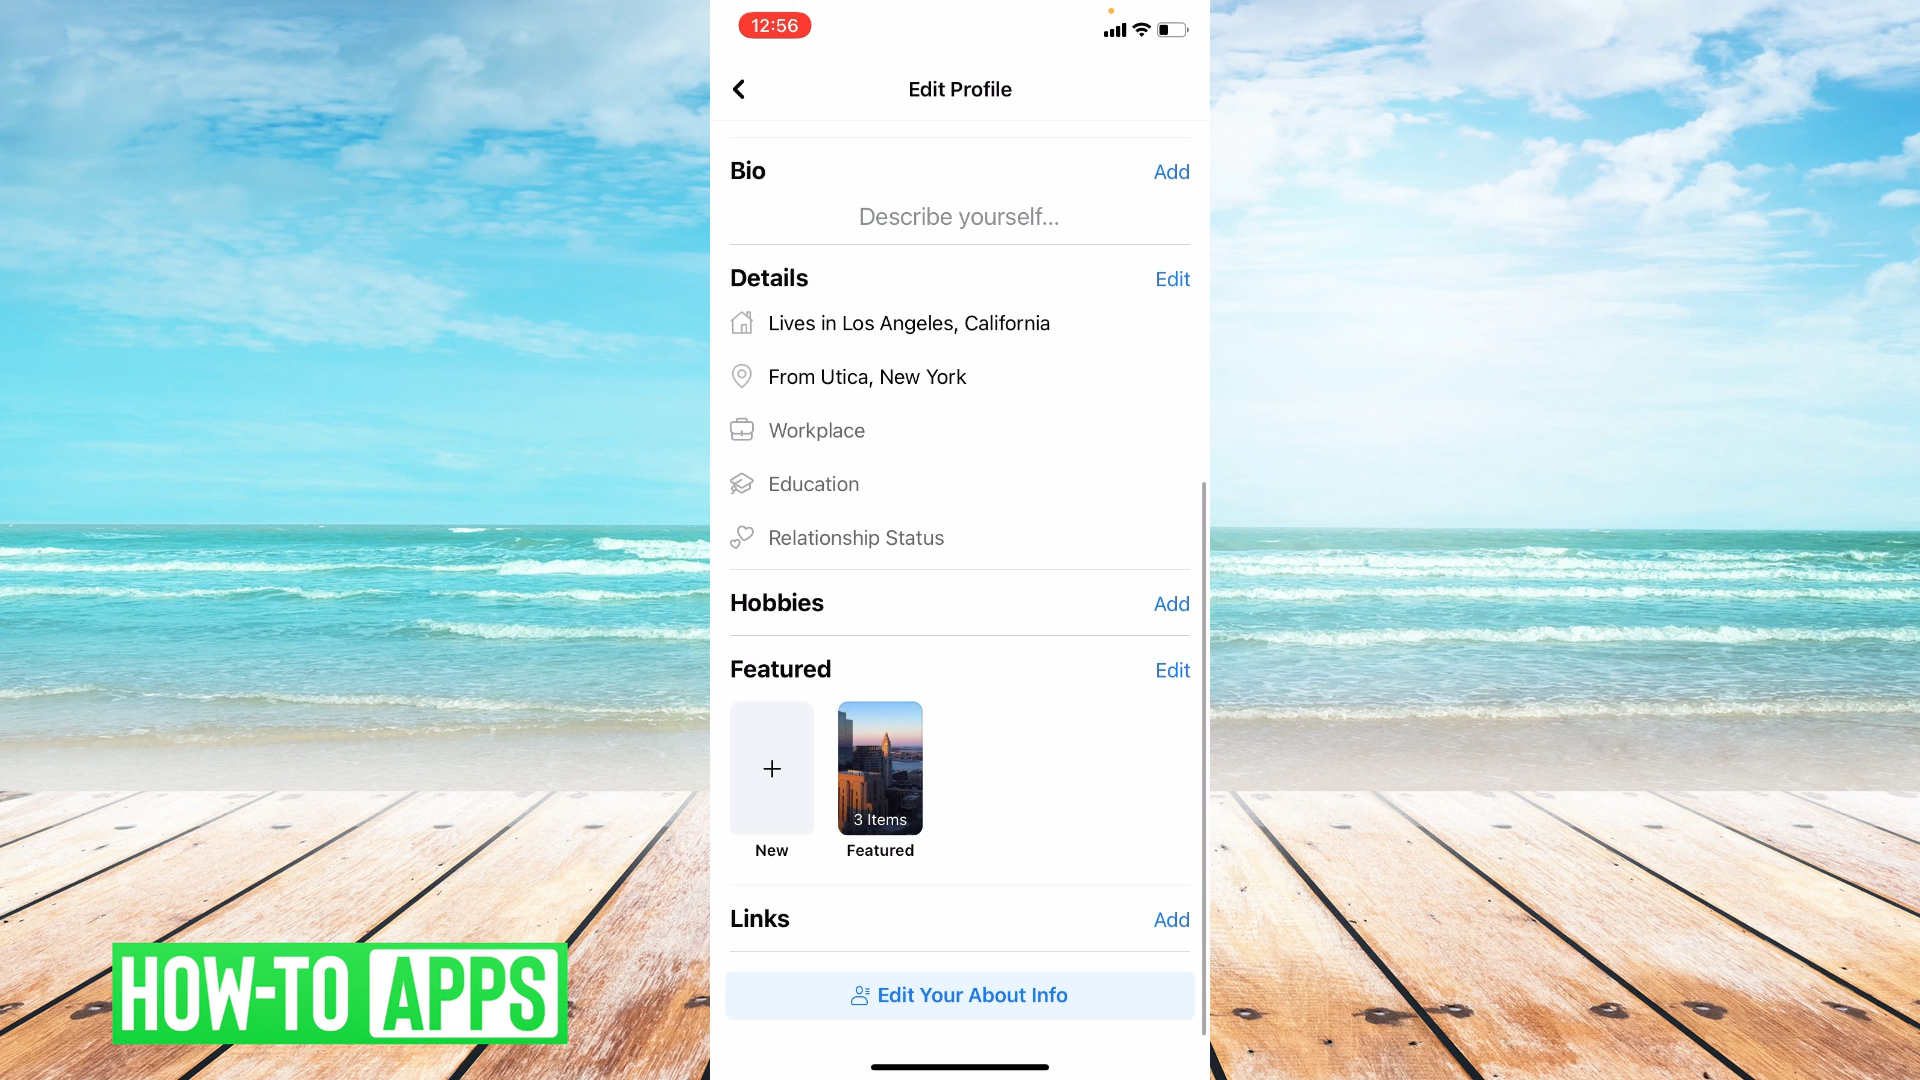 12:56
Edit Profile
Bio
Add
Describe yourself...
Details
Edit
Lives in Los Angeles, California
From Utica, New York
Workplace
Education
Relationship Status
Hobbies
Add
Featured
Edit
3 Items
New
Featured
Links
Add
Edit Your About Info
HOW-TO APPS